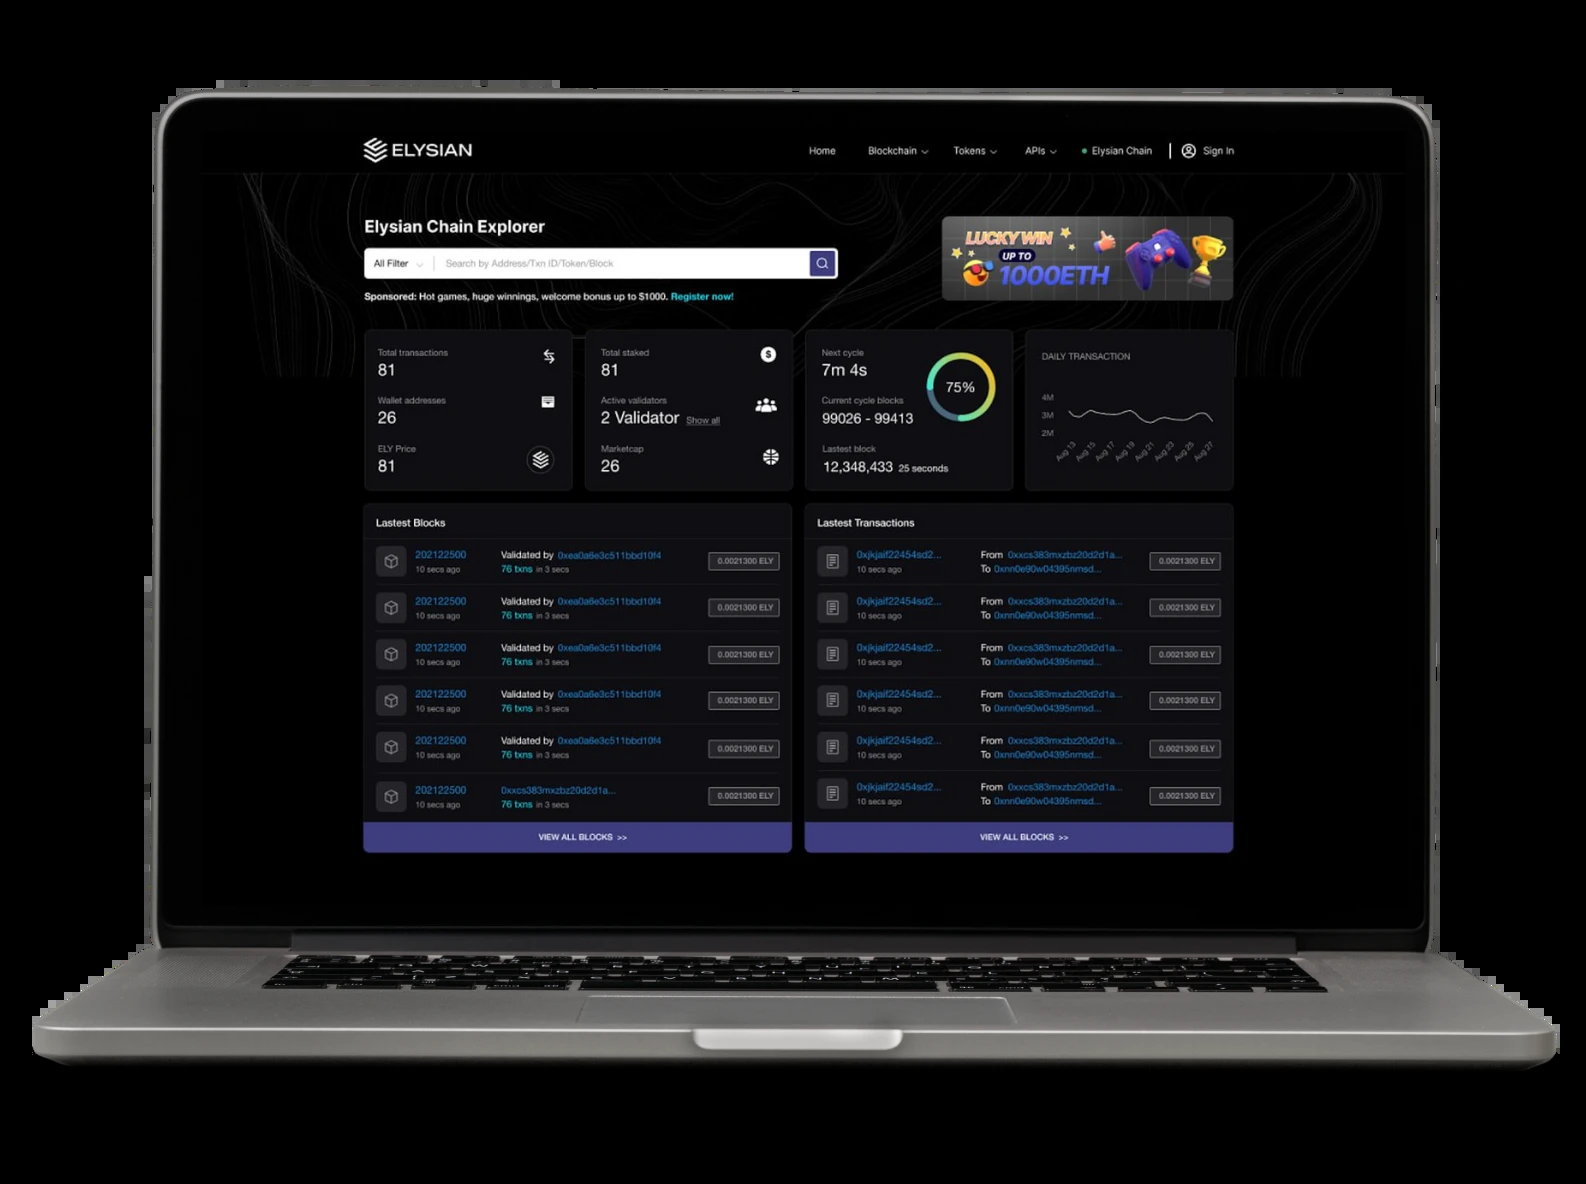 ELYSIAN
Home Blockchain Tokens APIs Elysian Chain Sign In
Elysian Chain Explorer
All Filter Search by Address/Txn ID/Token/Block
Sponsored: Hot games, huge winnings, welcome bonus up to $1000. Register now!
LUCKY WIN
UP TO
1000ETH
Total transactions
81
Wallet addresses
26
ELY Price
81
Total staked
81
Active validators
2 Validator Show all
Marketcap
26
Next cycle
7m 4s
Current cycle blocks
99026 - 99413
Lastest block
12,348,433 25 seconds
75%
DAILY TRANSACTION
4M
3M
2M
Aug 13 Aug 15 Aug 17 Aug 19 Aug 21 Aug 23 Aug 25 Aug 27
Lastest Blocks
202122500 Validated by 0xea0a6e3c511bbd10f4 0.0021300 ELY
10 secs ago 76 txns in 3 secs
202122500 Validated by 0xea0a6e3c511bbd10f4 0.0021300 ELY
10 secs ago 76 txns in 3 secs
202122500 Validated by 0xea0a6e3c511bbd10f4 0.0021300 ELY
10 secs ago 76 txns in 3 secs
202122500 Validated by 0xea0a6e3c511bbd10f4 0.0021300 ELY
10 secs ago 76 txns in 3 secs
202122500 Validated by 0xea0a6e3c511bbd10f4 0.0021300 ELY
10 secs ago 76 txns in 3 secs
202122500 0xxcs383mxzbz20d2d1a... 0.0021300 ELY
10 secs ago 76 txns in 3 secs
VIEW ALL BLOCKS >>
Lastest Transactions
0xjkjaif22454sd2... From 0xxcs383mxzbz20d2d1a... 0.0021300 ELY
10 secs ago To 0xnn0e90w04395nmsd...
0xjkjaif22454sd2... From 0xxcs383mxzbz20d2d1a... 0.0021300 ELY
10 secs ago To 0xnn0e90w04395nmsd...
0xjkjaif22454sd2... From 0xxcs383mxzbz20d2d1a... 0.0021300 ELY
10 secs ago To 0xnn0e90w04395nmsd...
0xjkjaif22454sd2... From 0xxcs383mxzbz20d2d1a... 0.0021300 ELY
10 secs ago To 0xnn0e90w04395nmsd...
0xjkjaif22454sd2... From 0xxcs383mxzbz20d2d1a... 0.0021300 ELY
10 secs ago To 0xnn0e90w04395nmsd...
0xjkjaif22454sd2... From 0xxcs383mxzbz20d2d1a... 0.0021300 ELY
10 secs ago To 0xnn0e90w04395nmsd...
VIEW ALL BLOCKS >>